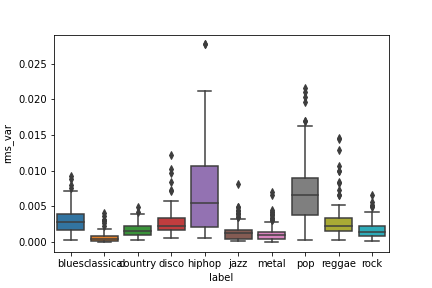 0.025
0.020
0.015
0.010
0.005
0.000
rms_var
blues classical country disco hiphop jazz metal pop reggae rock
label